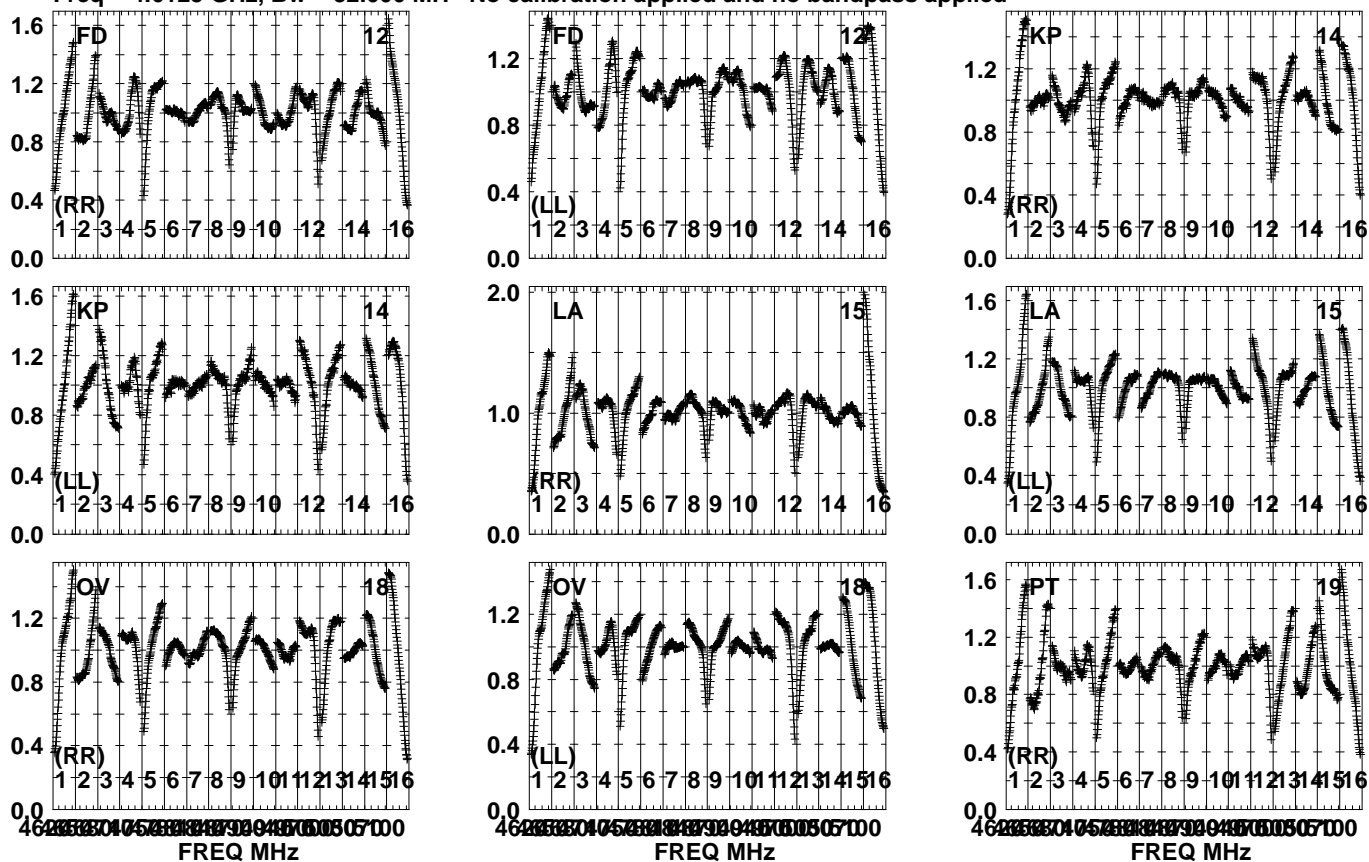 No calibration applied and no bandpass applied
1.6 FD 12 FD 12 1.6 KP 14
1.2 1.2 1.2
0.8 0.8 0.8
0.4 (RR) 0.4 (LL) 0.4 (RR)
1 2 3 4 5 6 7 8 9 10 12 14 16 1 2 3 4 5 6 7 8 9 10 12 14 16 1 2 3 4 5 6 7 8 9 10 12 14 16
0.0 0.0 0.0
1.6 KP 14 2.0 LA 15 1.6 LA 15
1.2 1.2
0.8 1.0 0.8
0.4 (LL) (RR) 0.4 (LL)
1 2 3 4 5 6 7 8 9 10 12 14 16 1 2 3 4 5 6 7 8 9 10 12 14 16 1 2 3 4 5 6 7 8 9 10 12 14 16
0.0 0.0 0.0
OV 18 OV 18 1.6 PT 19
1.2 1.2 1.2
0.8 0.8 0.8
0.4 (RR) 0.4 (LL) 0.4 (RR)
1 2 3 4 5 6 7 8 9 10 11 12 13 14 15 16 1 2 3 4 5 6 7 8 9 10 11 12 13 14 15 16 1 2 3 4 5 6 7 8 9 10 11 12 13 14 15 16
0.0 0.0 0.0
FREQ MHz FREQ MHz FREQ MHz